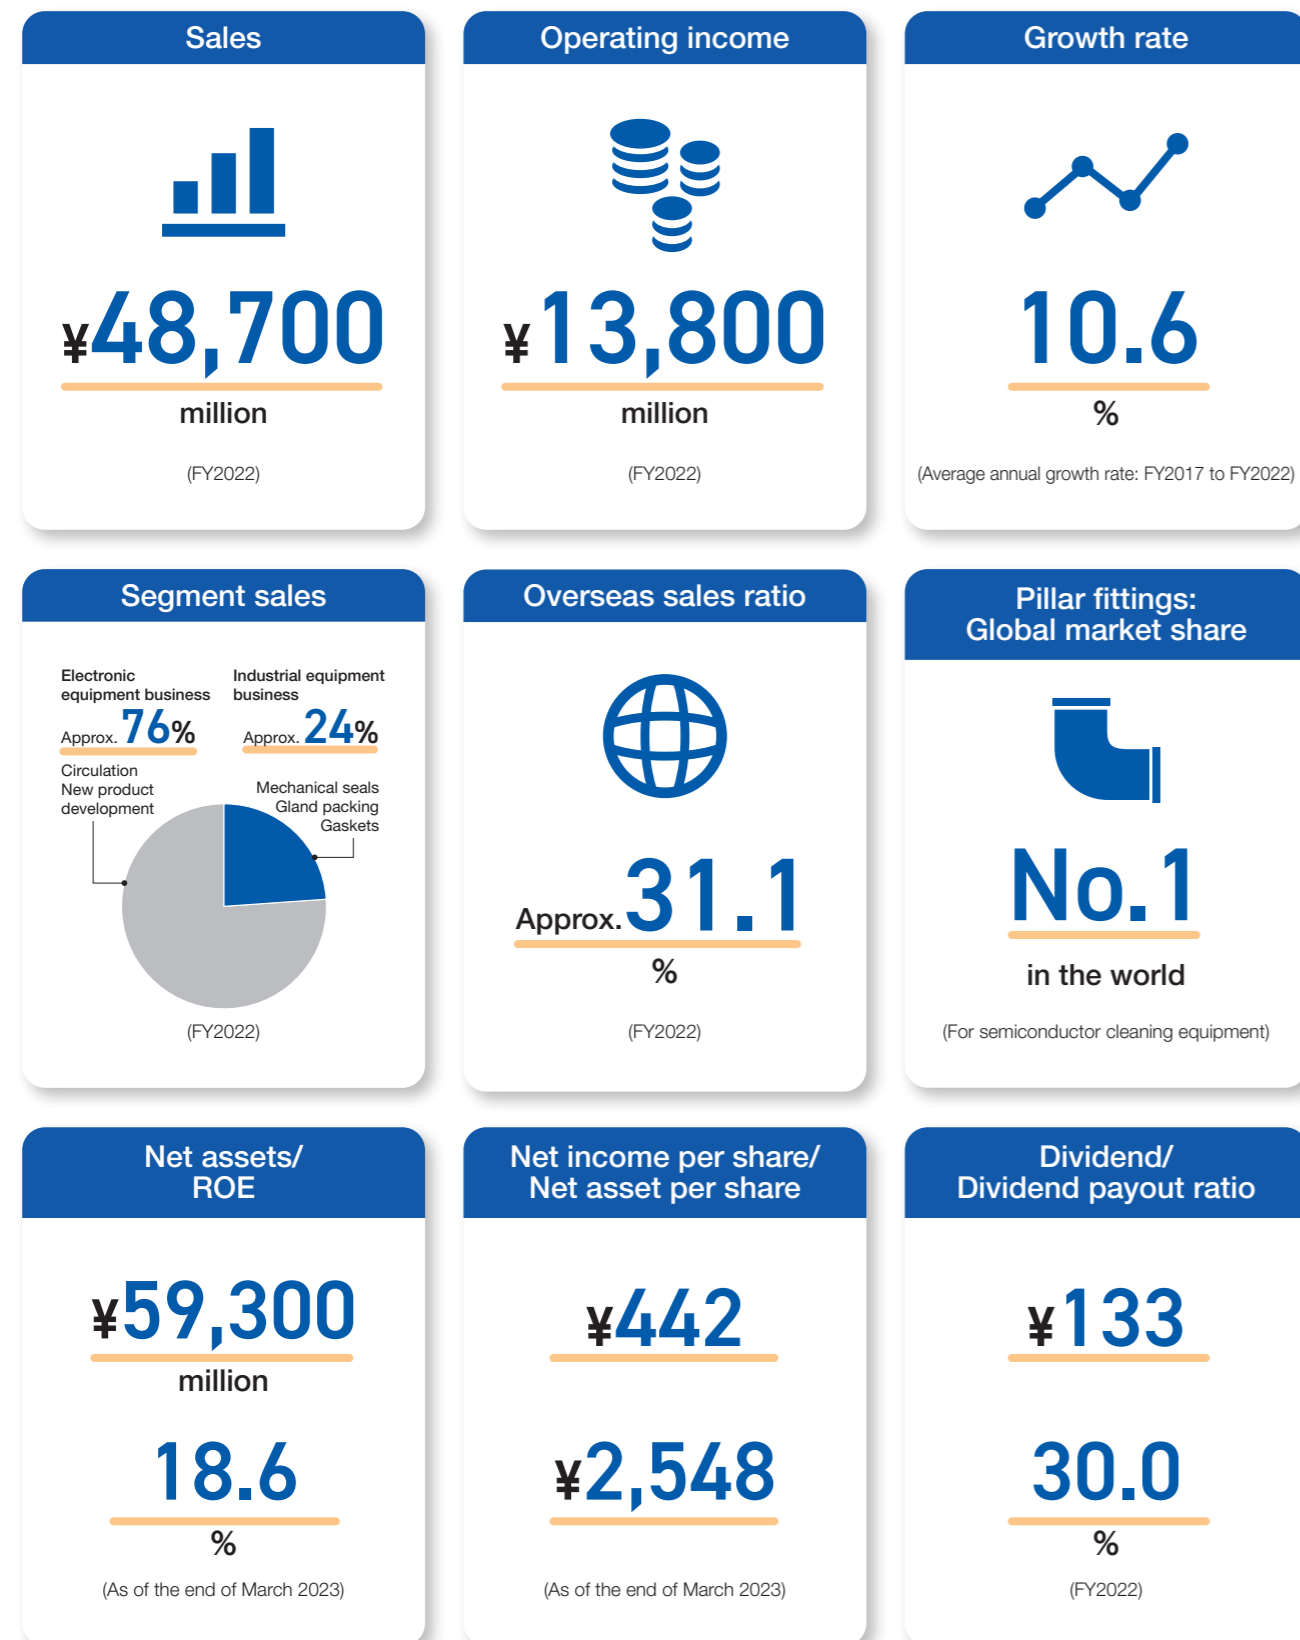 Sales
¥48,700
million
(FY2022)
Operating income
¥13,800
million
(FY2022)
Growth rate
10.6
%
(Average annual growth rate: FY2017 to FY2022)
Segment sales
Electronic
equipment business
Approx. 76%
Circulation
New product
development
Industrial equipment
business
Approx. 24%
Mechanical seals
Gland packing
Gaskets
(FY2022)
Overseas sales ratio
Approx. 31.1
%
(FY2022)
Pillar fittings:
Global market share
No.1
in the world
(For semiconductor cleaning equipment)
Net assets/
ROE
¥59,300
million
18.6
%
(As of the end of March 2023)
Net income per share/
Net asset per share
¥442
¥2,548
(As of the end of March 2023)
Dividend/
Dividend payout ratio
¥133
30.0
%
(FY2022)